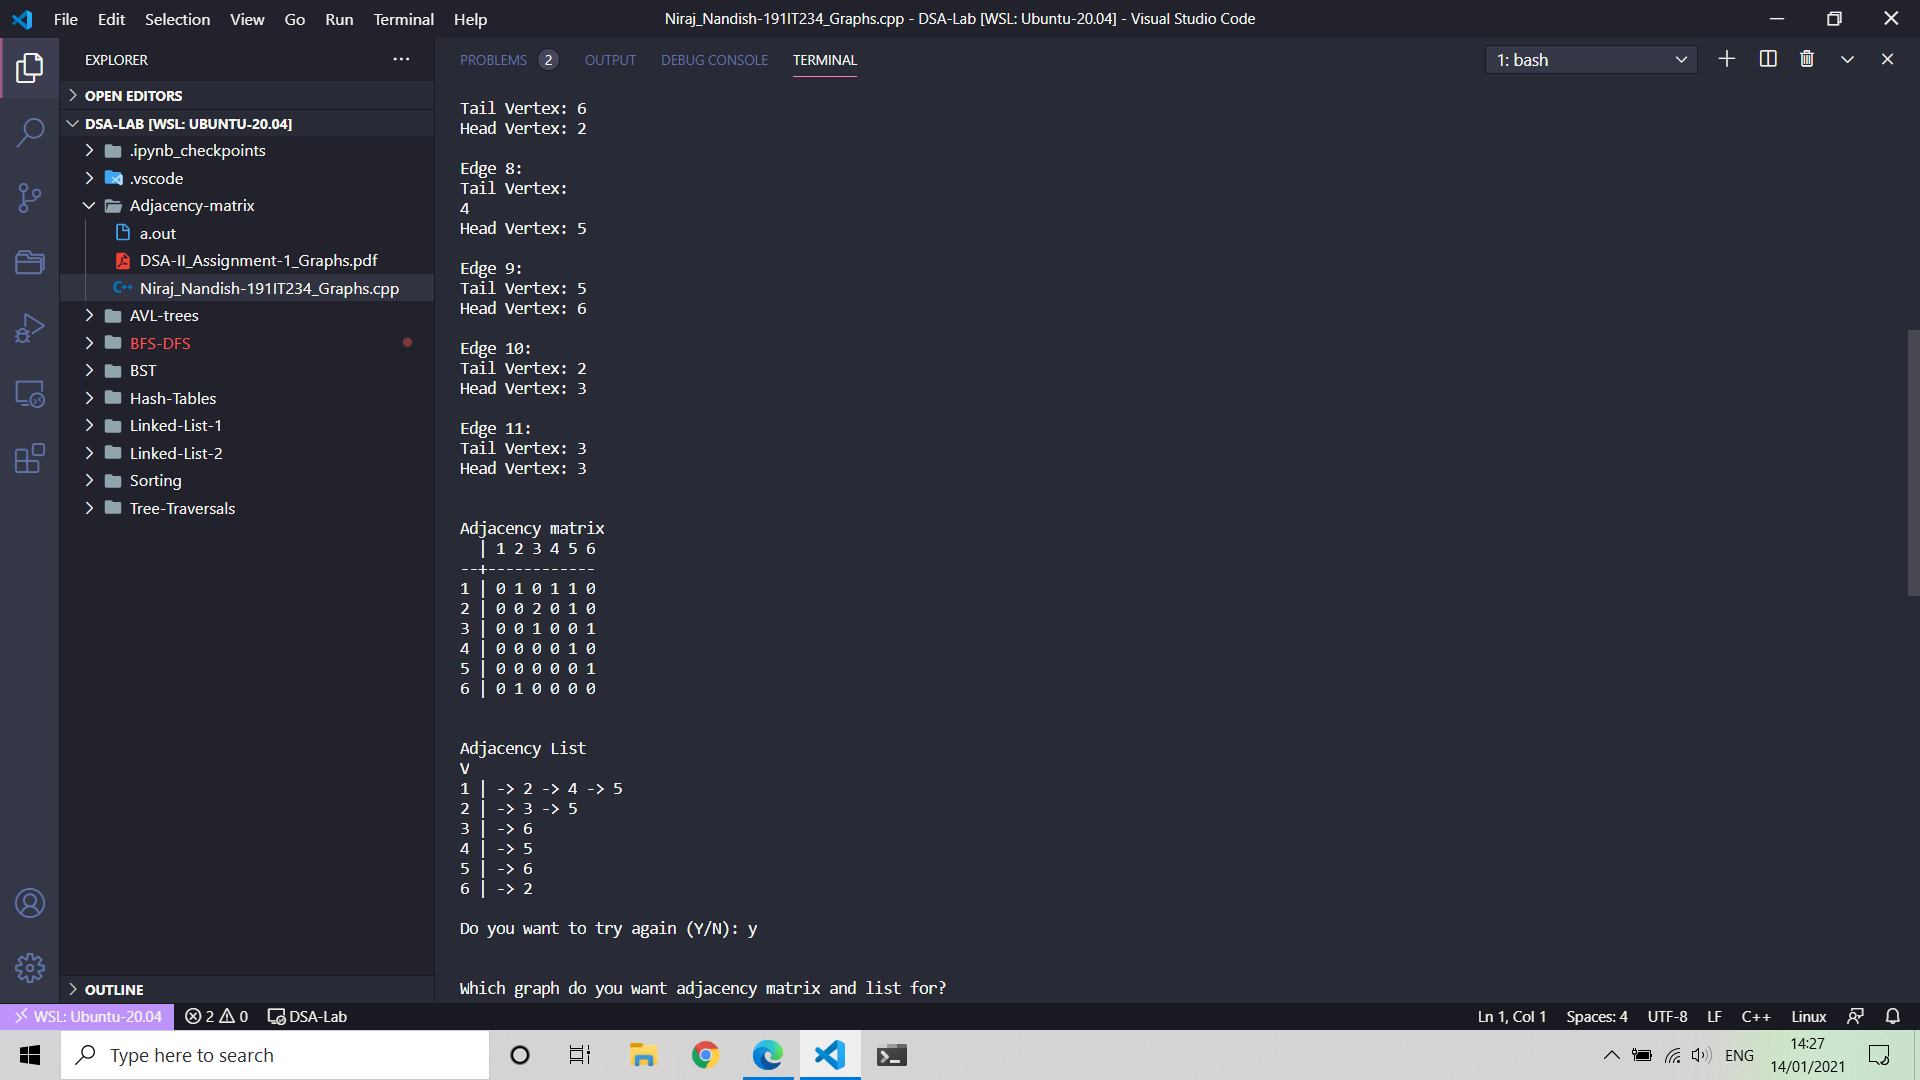 File Edit Selection View Go Run Terminal Help
Niraj_Nandish-191IT234_Graphs.cpp - DSA-Lab [WSL: Ubuntu-20.04] - Visual Studio Code
EXPLORER
OPEN EDITORS
DSA-LAB [WSL: UBUNTU-20.04]
.ipynb_checkpoints
.vscode
Adjacency-matrix
a.out
DSA-II_Assignment-1_Graphs.pdf
Niraj_Nandish-191IT234_Graphs.cpp
AVL-trees
BFS-DFS
BST
Hash-Tables
Linked-List-1
Linked-List-2
Sorting
Tree-Traversals
OUTLINE
PROBLEMS 2 OUTPUT DEBUG CONSOLE TERMINAL
1: bash
Tail Vertex: 6
Head Vertex: 2
Edge 8:
Tail Vertex:
4
Head Vertex: 5
Edge 9:
Tail Vertex: 5
Head Vertex: 6
Edge 10:
Tail Vertex: 2
Head Vertex: 3
Edge 11:
Tail Vertex: 3
Head Vertex: 3
Adjacency matrix
  | 1 2 3 4 5 6
--+------------
1 | 0 1 0 1 1 0
2 | 0 0 2 0 1 0
3 | 0 0 1 0 0 1
4 | 0 0 0 0 1 0
5 | 0 0 0 0 0 1
6 | 0 1 0 0 0 0
Adjacency List
V
1 | -> 2 -> 4 -> 5
2 | -> 3 -> 5
3 | -> 6
4 | -> 5
5 | -> 6
6 | -> 2
Do you want to try again (Y/N): y
Which graph do you want adjacency matrix and list for?
WSL: Ubuntu-20.04 2 0 DSA-Lab
Ln 1, Col 1 Spaces: 4 UTF-8 LF C++ Linux
Type here to search
ENG
14:27
14/01/2021